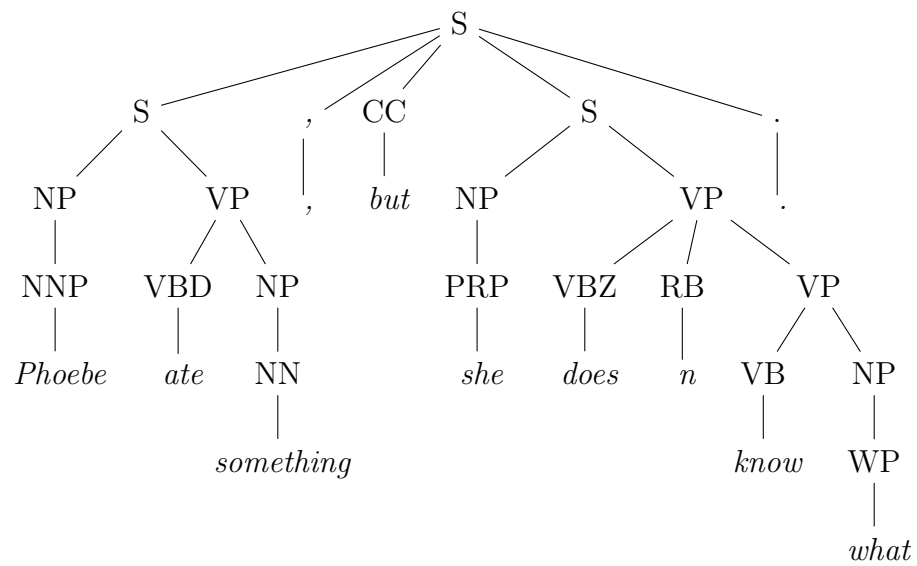 S
S , CC S .
NP VP , but NP VP .
NNP VBD NP PRP VBZ RB VP
Phoebe ate NN she does n VB NP
something know WP
what